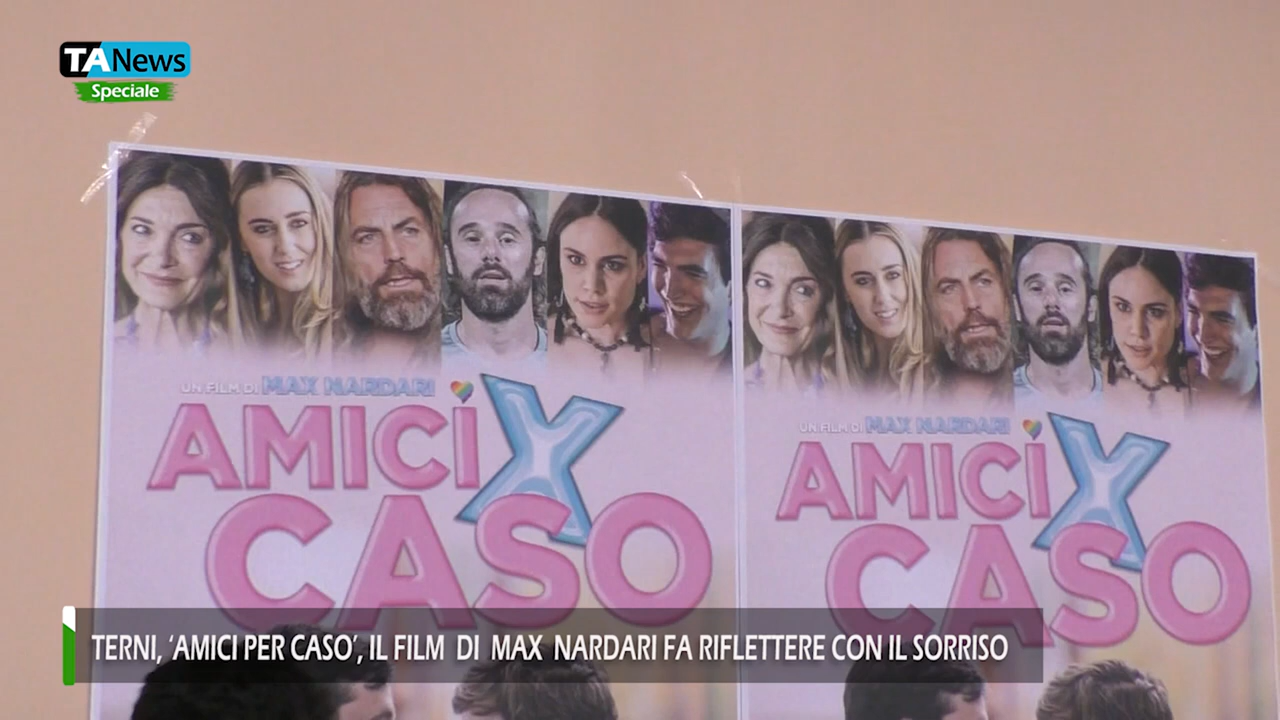 TANews
Speciale
UN FILM DI MAX NARDARI
AMICI X
CASO
UN FILM DI MAX NARDARI
AMICI X
CASO
TERNI, ‘AMICI PER CASO’, IL FILM DI MAX NARDARI FA RIFLETTERE CON IL SORRISO